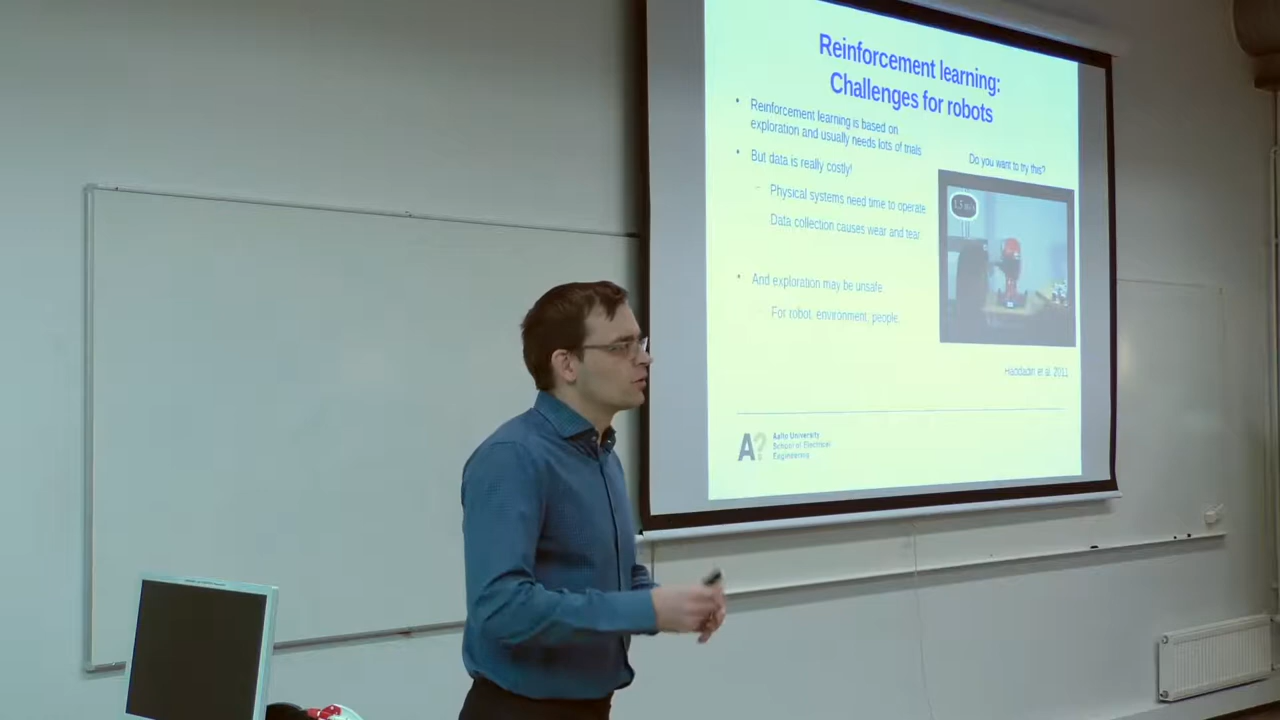 Reinforcement learning:
Challenges for robots
• Reinforcement learning is based on
exploration and usually needs lots of trials
• But data is really costly!
– Physical systems need time to operate
Data collection causes wear and tear.
• And exploration may be unsafe
For robot, environment, people,
Do you want to try this?
1.5 m/s
Haddadin et al. 2011
A?
Aalto University
School of Electrical
Engineering